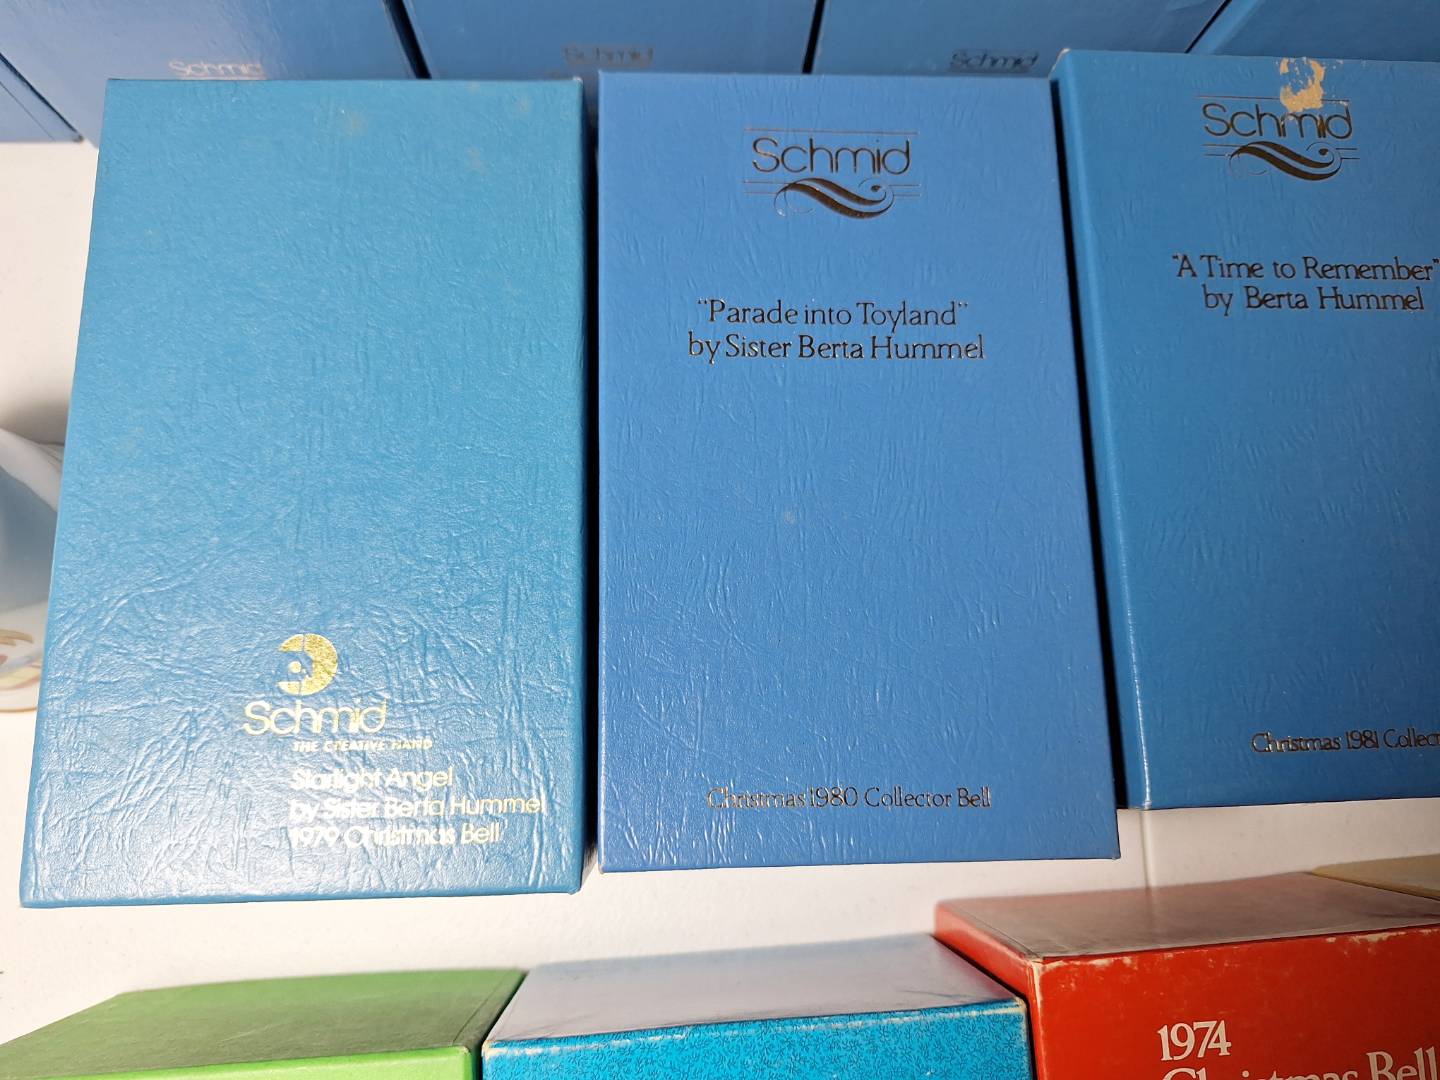 Schmid
Schmid
Schmid
Schmid
THE CREATIVE HAND
Starlight Angel
by Sister Berta Hummel
1979 Christmas Bell
Schmid
"Parade into Toyland"
by Sister Berta Hummel
Christmas 1980 Collector Bell
Schmid
"A Time to Remember"
by Berta Hummel
Christmas 1981
1974
Christmas Bell